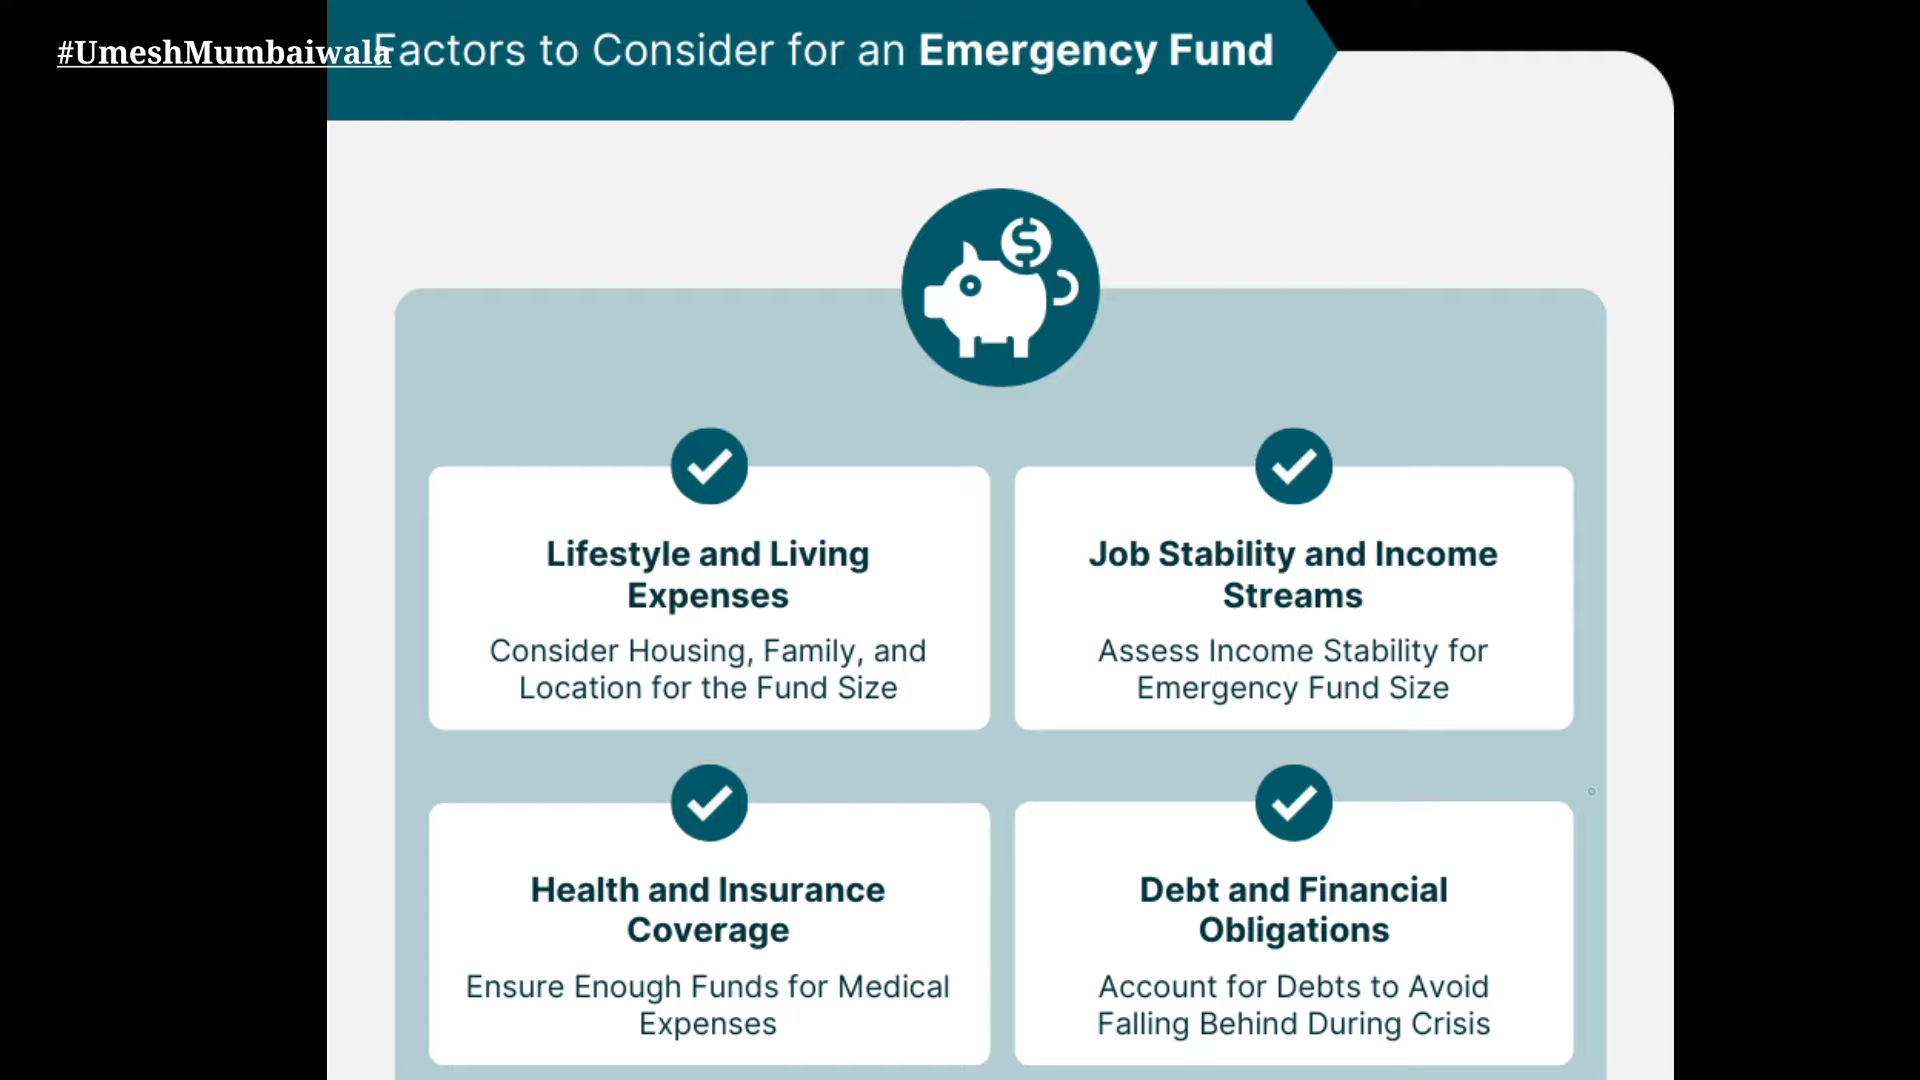 #UmeshMumbaiwala
Factors to Consider for an Emergency Fund
Lifestyle and Living
Expenses
Consider Housing, Family, and
Location for the Fund Size
Job Stability and Income
Streams
Assess Income Stability for
Emergency Fund Size
Health and Insurance
Coverage
Ensure Enough Funds for Medical
Expenses
Debt and Financial
Obligations
Account for Debts to Avoid
Falling Behind During Crisis